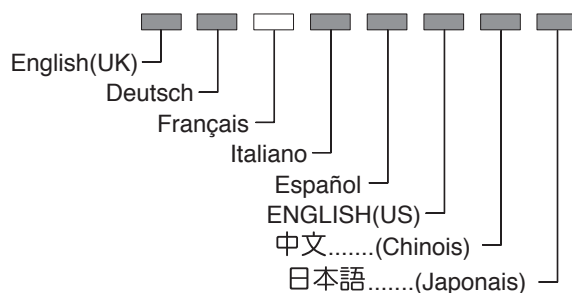 English(UK)
Deutsch
Français
Italiano
Español
ENGLISH(US)
中文.......(Chinois)
日本語.......(Japonais)